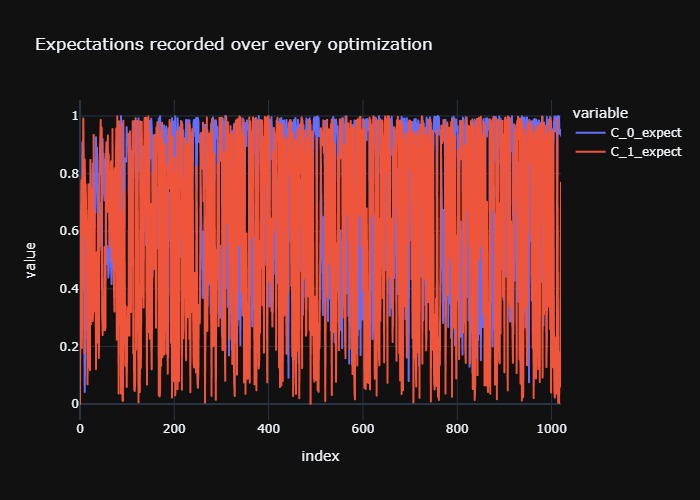 Expectations recorded over every optimization
variable
C_0_expect
C_1_expect
1
0.8
0.6
0.4
0.2
0
value
0 200 400 600 800 1000
index